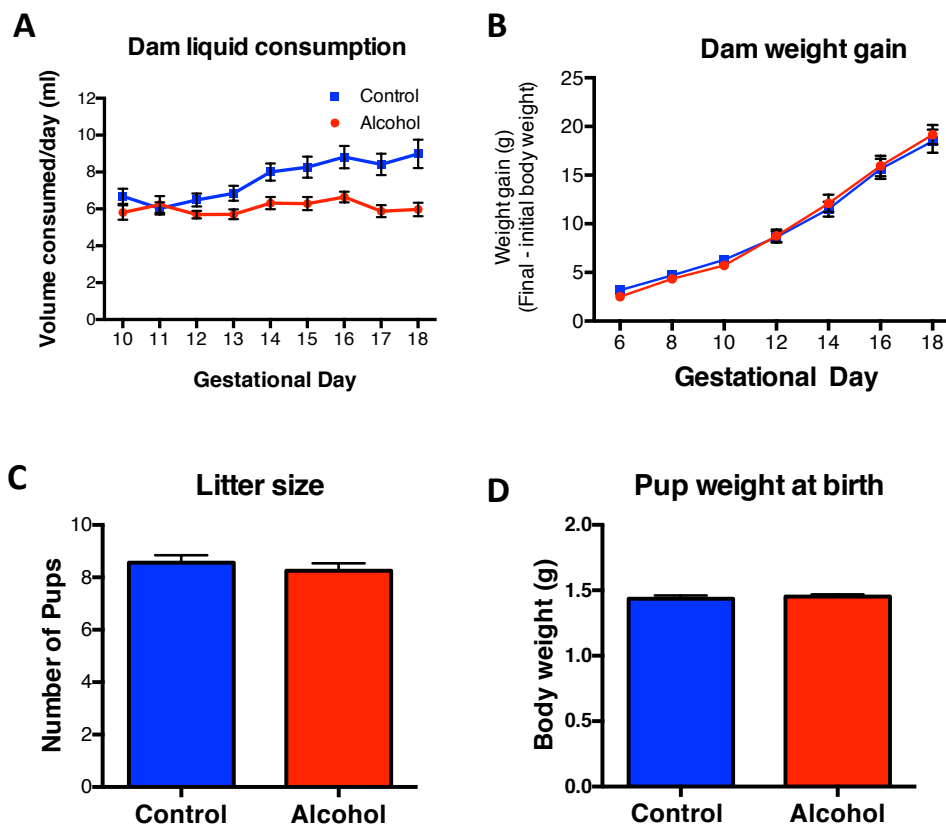 A
Dam liquid consumption
Volume consumed/day (ml)
12
10
8
6
4
2
0
Control
Alcohol
10 11 12 13 14 15 16 17 18
Gestational Day
B
Dam weight gain
Weight gain (g)
(Final - initial body weight)
25
20
15
10
5
0
6 8 10 12 14 16 18
Gestational Day
C
Litter size
Number of Pups
10
8
6
4
2
0
Control Alcohol
D
Pup weight at birth
Body weight (g)
2.0
1.5
1.0
0.5
0.0
Control Alcohol